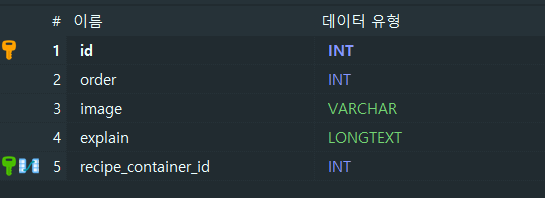 # 이름 데이터 유형
1 id INT
2 order INT
3 image VARCHAR
4 explain LONGTEXT
5 recipe_container_id INT